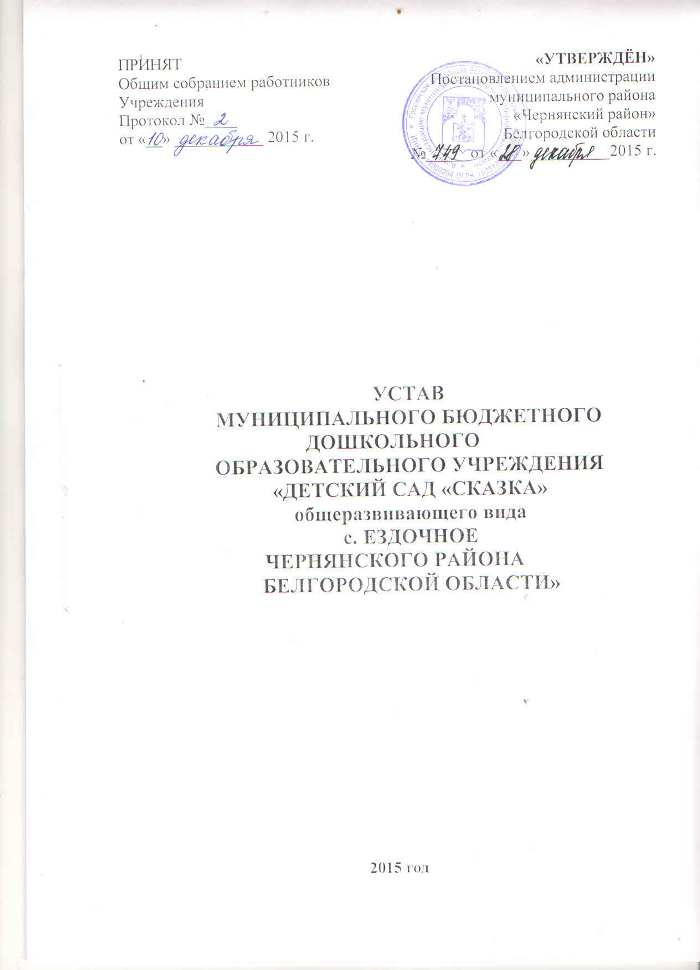 ПРИНЯТ
Общим собранием работников
Учреждения
Протокол № 2
от «10» декабря 2015 г.
«УТВЕРЖДЁН»
Постановлением администрации
муниципального района
«Чернянский район»
Белгородской области
№ 749 от «28» декабря 2015 г.
УСТАВ
МУНИЦИПАЛЬНОГО БЮДЖЕТНОГО
ДОШКОЛЬНОГО
ОБРАЗОВАТЕЛЬНОГО УЧРЕЖДЕНИЯ
«ДЕТСКИЙ САД «СКАЗКА»
общеразвивающего вида
с. ЕЗДОЧНОЕ
ЧЕРНЯНСКОГО РАЙОНА
БЕЛГОРОДСКОЙ ОБЛАСТИ»
2015 год